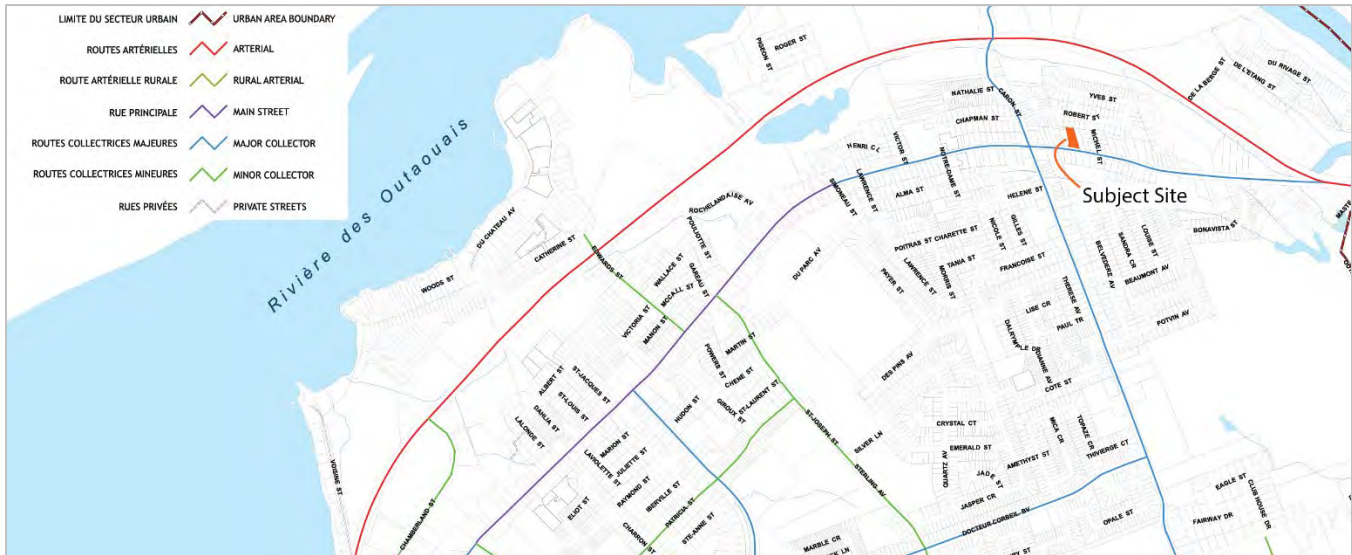 LIMITE DU SECTEUR URBAIN URBAN AREA BOUNDARY
ROUTES ARTÉRIELLES ARTERIAL
ROUTE ARTÉRIELLE RURALE RURAL ARTERIAL
RUE PRINCIPALE MAIN STREET
ROUTES COLLECTRICES MAJEURES MAJOR COLLECTOR
ROUTES COLLECTRICES MINEURES MINOR COLLECTOR
RUES PRIVÉES PRIVATE STREETS
Rivière des Outaouais
Subject Site
PIGEON ST
ROGER ST
DE LA BERGE ST
DE L'ETANG ST
DU RIVAGE ST
NATHALIE ST
CARON ST
YVES ST
CHAPMAN ST
ROBERT ST
MICHEL ST
HENRI CL
VICTOR ST
NOTRE-DAME ST
SIMONEAU ST
LAWRENCE ST
ALMA ST
HELENE ST
ROCHELANDAISE AV
POULIOTTE ST
DU CHATEAU AV
CATHERINE ST
EDWARDS ST
WALLACE ST
GAREAU ST
MCCALL ST
WOODS ST
VICTORIA ST
MANON ST
DU PARC AV
POITRAS ST
CHARETTE ST
NICOLE ST
GILLES ST
TANIA ST
FRANCOISE ST
PAYER ST
LAWRENCE ST
MORRIS ST
BELVEDERE AV
SANDRA CR
LOUISE ST
BEAUMONT AV
BONAVISTA ST
THERESE AV
LISE CR
PAUL TR
POTVIN AV
DIANNE AV
COTE ST
MARTIN ST
POWERS ST
CHENE ST
GIROUX ST
ST-LAURENT ST
HUDON ST
DES PINS AV
ALBERT ST
ST-JACQUES ST
ST-LOUIS ST
DAHLIA ST
LALONDE ST
MARION ST
JULIETTE ST
LAVIOLETTE ST
RAYMOND ST
IBERVILLE ST
ELIOT ST
CHARRON ST
PATRICIA ST
STE-ANNE ST
ST-JOSEPH ST
SILVER LN
STERLING AV
CRYSTAL CT
EMERALD ST
QUARTZ AV
JADE ST
AMETHYST ST
MICA CR
TOPAZE CR
THIVIERGE CT
JASPER CR
DOCTEUR-CORBEIL BV
OPALE ST
MARBLE CR
EAGLE ST
CLUB HOUSE DR
FAIRWAY DR
VOISINE ST
CHAMBERLAND ST